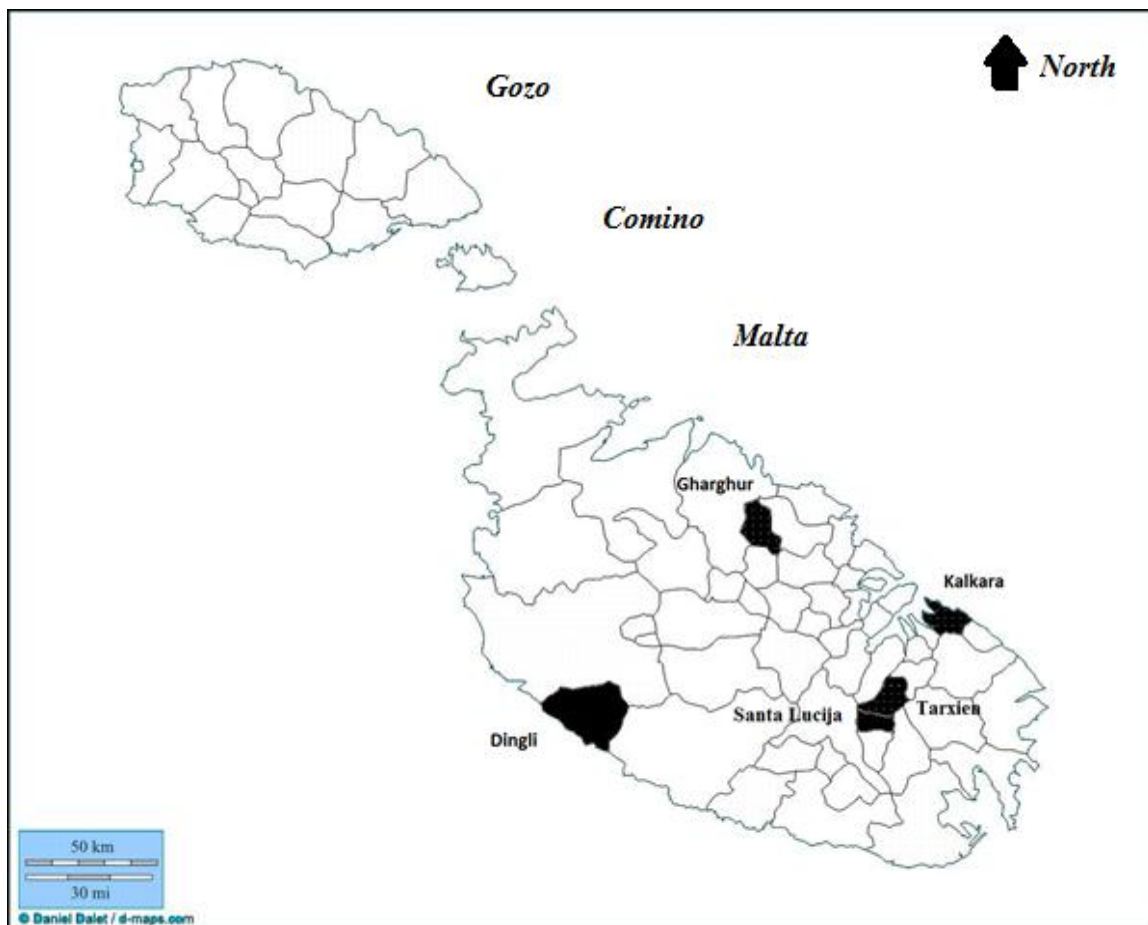 North
Gozo
Comino
Malta
Gharghur
Kalkara
Santa Lucija
Tarxien
Dingli
50 km
30 mi
© Daniel Dalet / d-maps.com